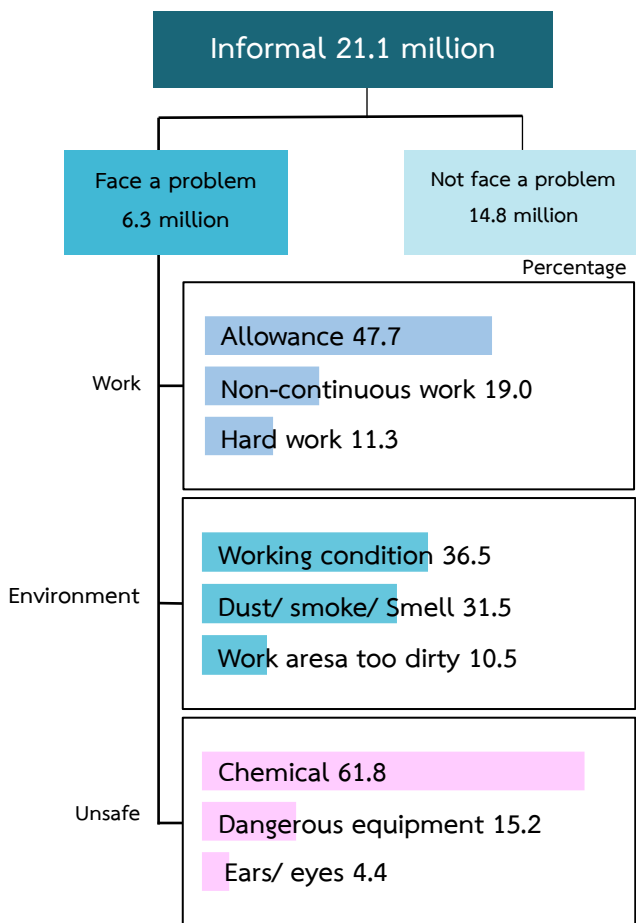 Informal 21.1 million
Face a problem
6.3 million
Not face a problem
14.8 million
Percentage
Work
Allowance 47.7
Non-continuous work 19.0
Hard work 11.3
Environment
Working condition 36.5
Dust/ smoke/ Smell 31.5
Work aresa too dirty 10.5
Unsafe
Chemical 61.8
Dangerous equipment 15.2
Ears/ eyes 4.4